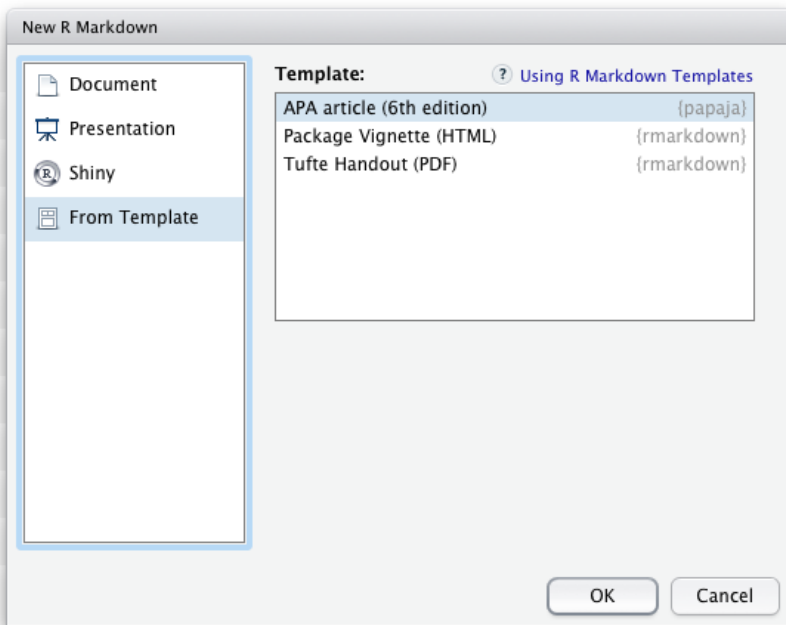 New R Markdown
Document
Presentation
R Shiny
From Template
Template:
? Using R Markdown Templates
APA article (6th edition) {papaja}
Package Vignette (HTML) {rmarkdown}
Tufte Handout (PDF) {rmarkdown}
OK
Cancel